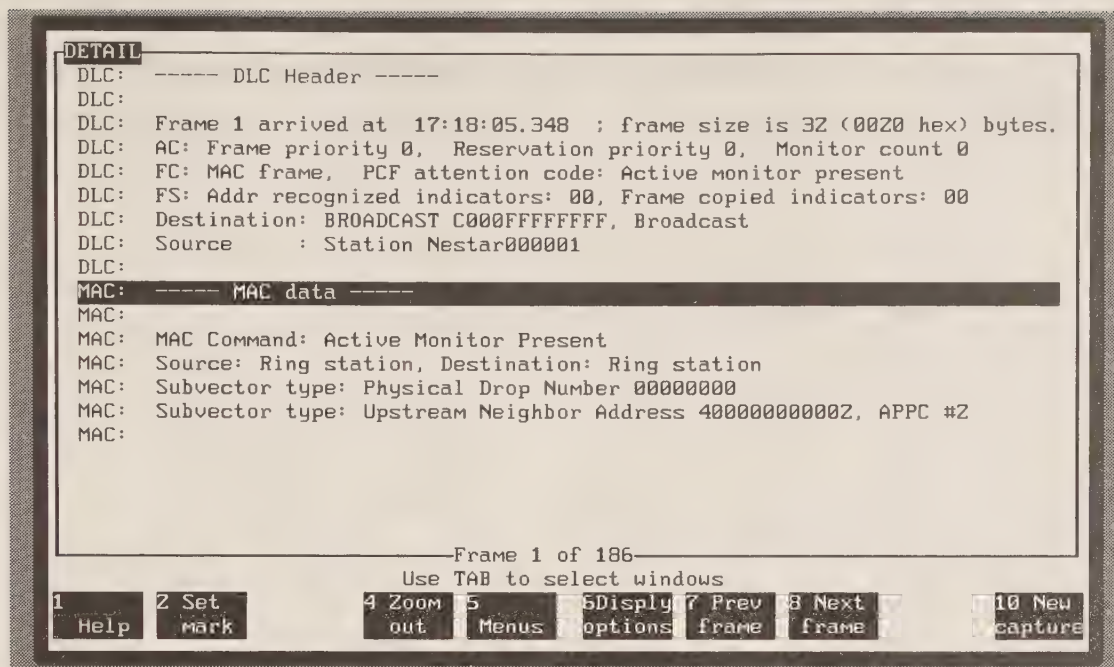 DETAIL
DLC: ----- DLC Header -----
DLC:
DLC: Frame 1 arrived at 17:18:05.348 ; frame size is 32 (0020 hex) bytes.
DLC: AC: Frame priority 0, Reservation priority 0, Monitor count 0
DLC: FC: MAC frame, PCF attention code: Active monitor present
DLC: FS: Addr recognized indicators: 00, Frame copied indicators: 00
DLC: Destination: BROADCAST C000FFFFFFFF, Broadcast
DLC: Source : Station Nestar000001
DLC:
MAC: ----- MAC data -----
MAC:
MAC: MAC Command: Active Monitor Present
MAC: Source: Ring station, Destination: Ring station
MAC: Subvector type: Physical Drop Number 00000000
MAC: Subvector type: Upstream Neighbor Address 400000000002, APPC #2
MAC:
Frame 1 of 186
Use TAB to select windows
1 Help 2 Set mark 4 Zoom out 5 Menus 6Disply options 7 Prev frame 8 Next frame 10 New capture